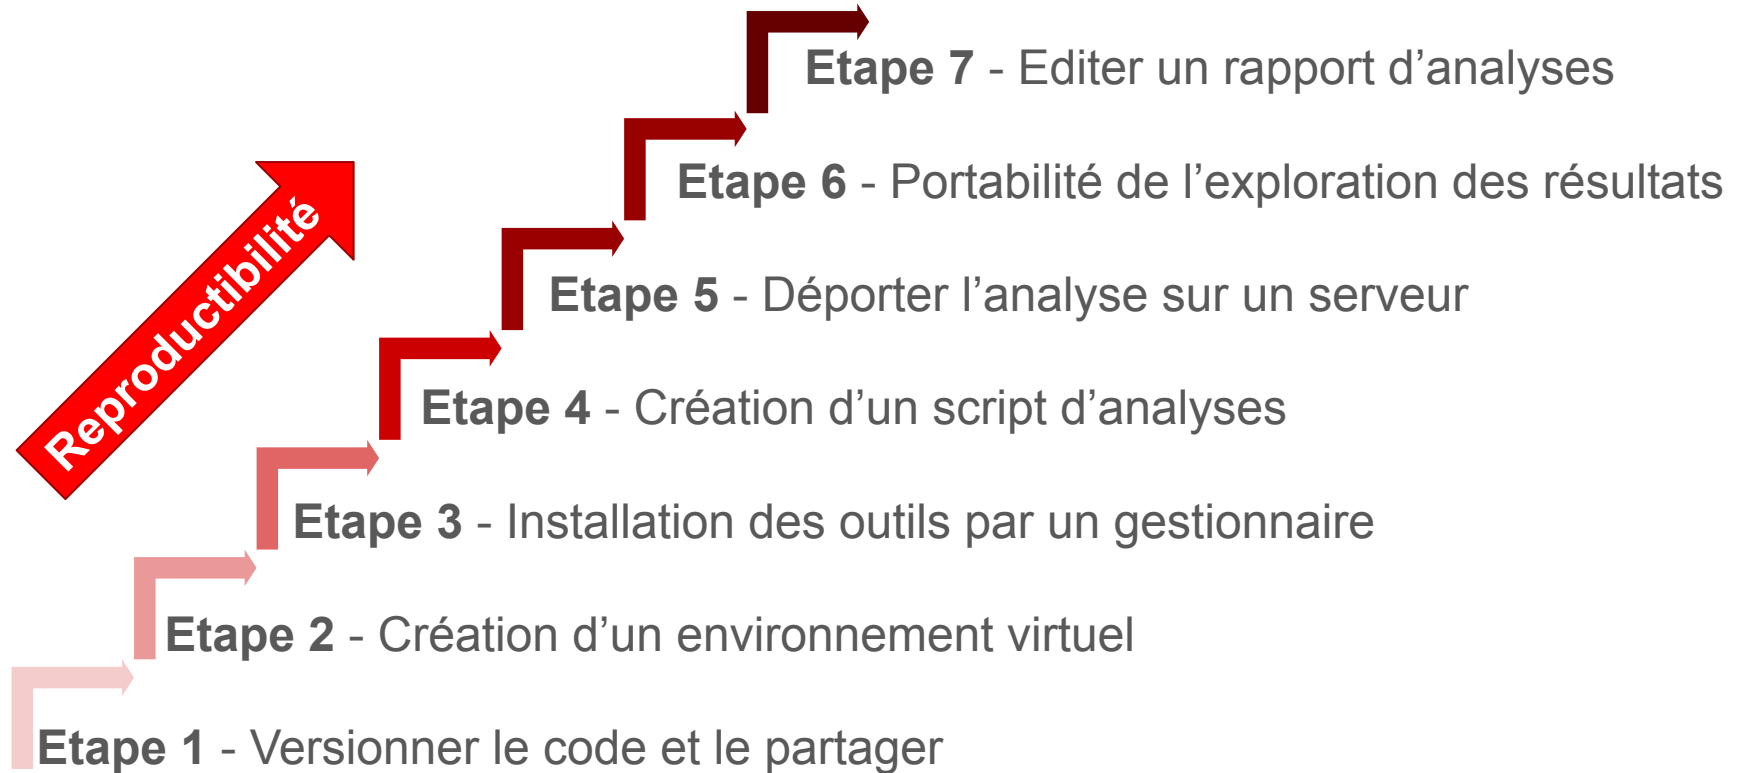 Etape 7 - Editer un rapport d’analyses
Etape 6 - Portabilité de l’exploration des résultats
Reproductibilité
Etape 5 - Déporter l’analyse sur un serveur
Etape 4 - Création d’un script d’analyses
Etape 3 - Installation des outils par un gestionnaire
Etape 2 - Création d’un environnement virtuel
Etape 1 - Versionner le code et le partager